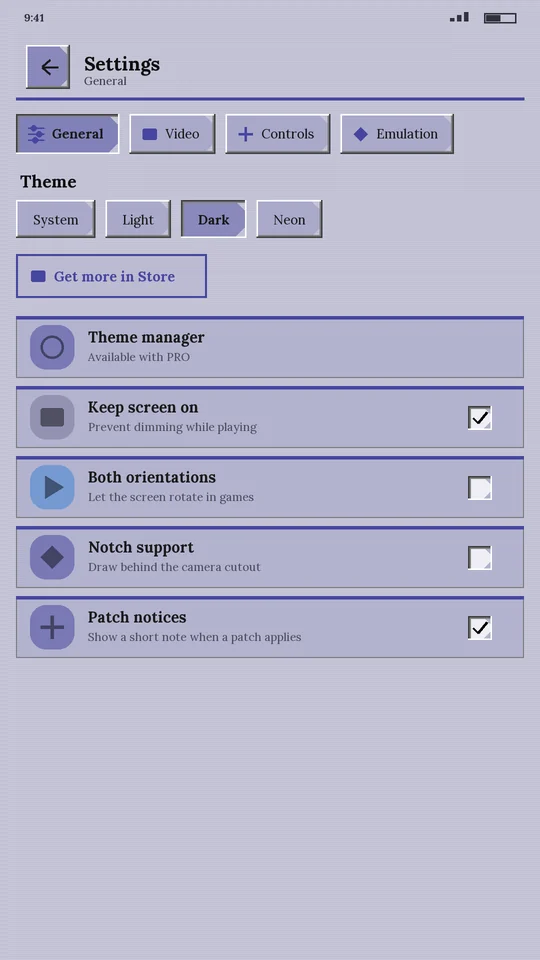 9:41
Settings
General
General
Video
Controls
Emulation
Theme
System
Light
Dark
Neon
Get more in Store
Theme manager
Available with PRO
Keep screen on
Prevent dimming while playing
Both orientations
Let the screen rotate in games
Notch support
Draw behind the camera cutout
Patch notices
Show a short note when a patch applies